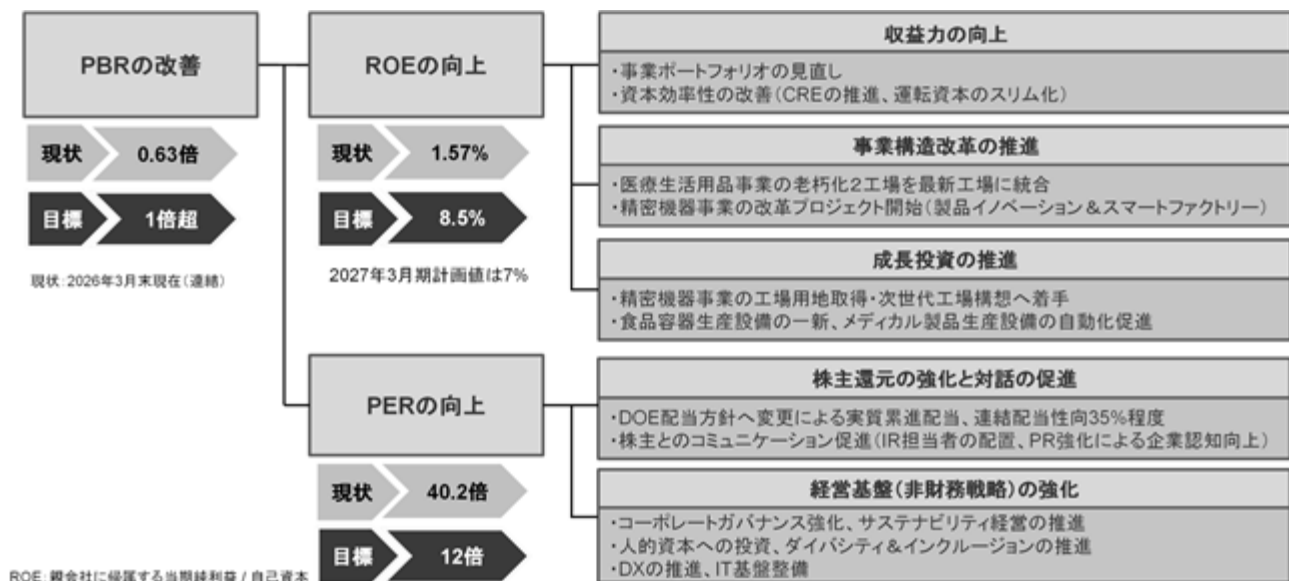 PBRの改善
現状
0.63倍
目標
1倍超
現状:2026年3月末現在(連結)
ROEの向上
現状
1.57%
目標
8.5%
2027年3月期計画値は7%
収益力の向上
・事業ポートフォリオの見直し
・資本効率性の改善(CREの推進、運転資本のスリム化)
事業構造改革の推進
・医療生活用品事業の老朽化2工場を最新工場に統合
・精密機器事業の改革プロジェクト開始(製品イノベーション&スマートファクトリー)
成長投資の推進
・精密機器事業の工場用地取得・次世代工場構想へ着手
・食品容器生産設備の一新、メディカル製品生産設備の自動化促進
PERの向上
現状
40.2倍
目標
12倍
株主還元の強化と対話の促進
・DOE配当方針へ変更による実質累進配当、連結配当性向35%程度
・株主とのコミュニケーション促進(IR担当者の配置、PR強化による企業認知向上)
経営基盤(非財務戦略)の強化
・コーポレートガバナンス強化、サステナビリティ経営の推進
・人的資本への投資、ダイバシティ&インクルージョンの推進
・DXの推進、IT基盤整備
ROE:親会社に帰属する当期純利益 / 自己資本